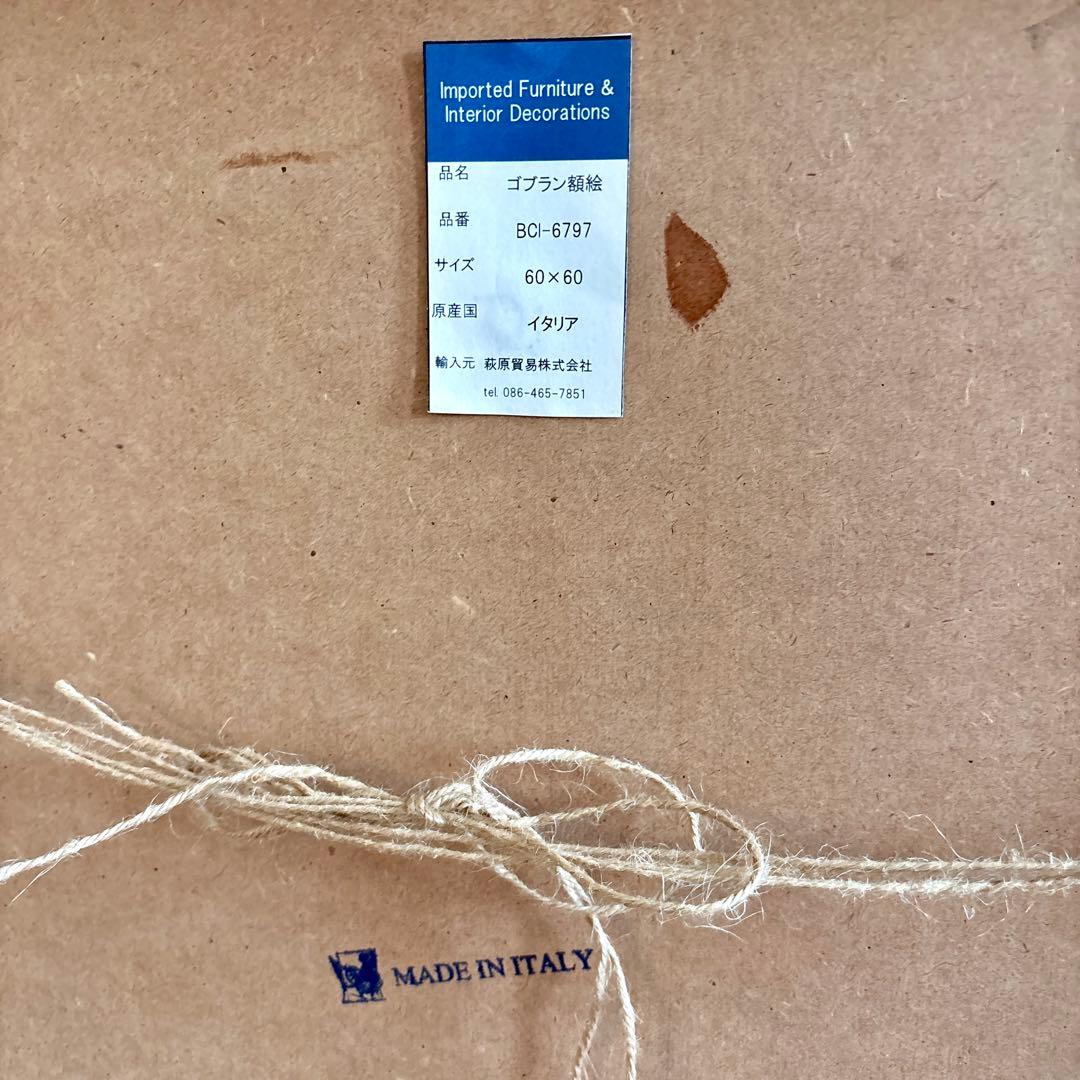 Imported Furniture &
Interior Decorations
品名 ゴブラン額絵
品番 BCI-6797
サイズ 60×60
原産国 イタリア
輸入元 萩原貿易株式会社
tel. 086-465-7851
MADE IN ITALY